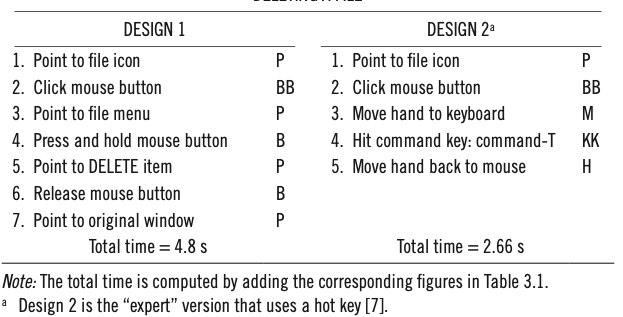 DESIGN 1 DESIGN 2ª
1. Point to file icon P 1. Point to file icon P
2. Click mouse button BB 2. Click mouse button BB
3. Point to file menu P 3. Move hand to keyboard M
4. Press and hold mouse button B 4. Hit command key: command-T KK
5. Point to DELETE item P 5. Move hand back to mouse H
6. Release mouse button B
7. Point to original window P
Total time = 4.8 s Total time = 2.66 s
Note: The total time is computed by adding the corresponding figures in Table 3.1.
ª Design 2 is the “expert” version that uses a hot key [7].